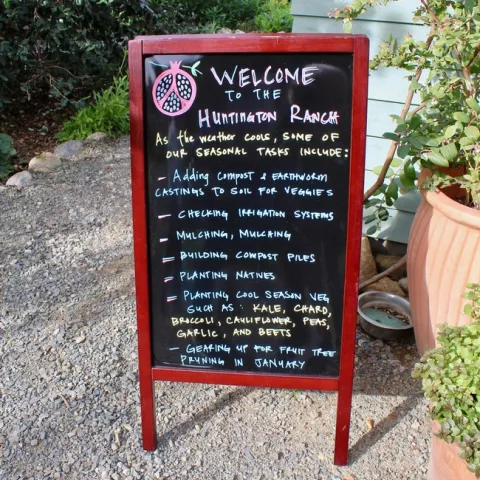 WELCOME
TO THE
HUNTINGTON RANCH
AS the weather cools, SOME OF
OUR SEASONAL TASKS INCLUDE:
- Adding COMPOST & EARTHWORM
CASTINGS TO SOIL FOR VEGGIES
- CHECKING IRRIGATION SYSTEMS
- MULCHING, MULCHING
- BUILDING COMPOST PILES
- PLANTING NATIVES
- PLANTING COOL SEASON VEG
SUCH AS: KALE, CHARD,
BROCCOLI, CAULIFLOWER, PEAS,
GARLIC, AND BEETS
- GEARING UP FOR FRUIT TREE
PRUNING IN JANUARY